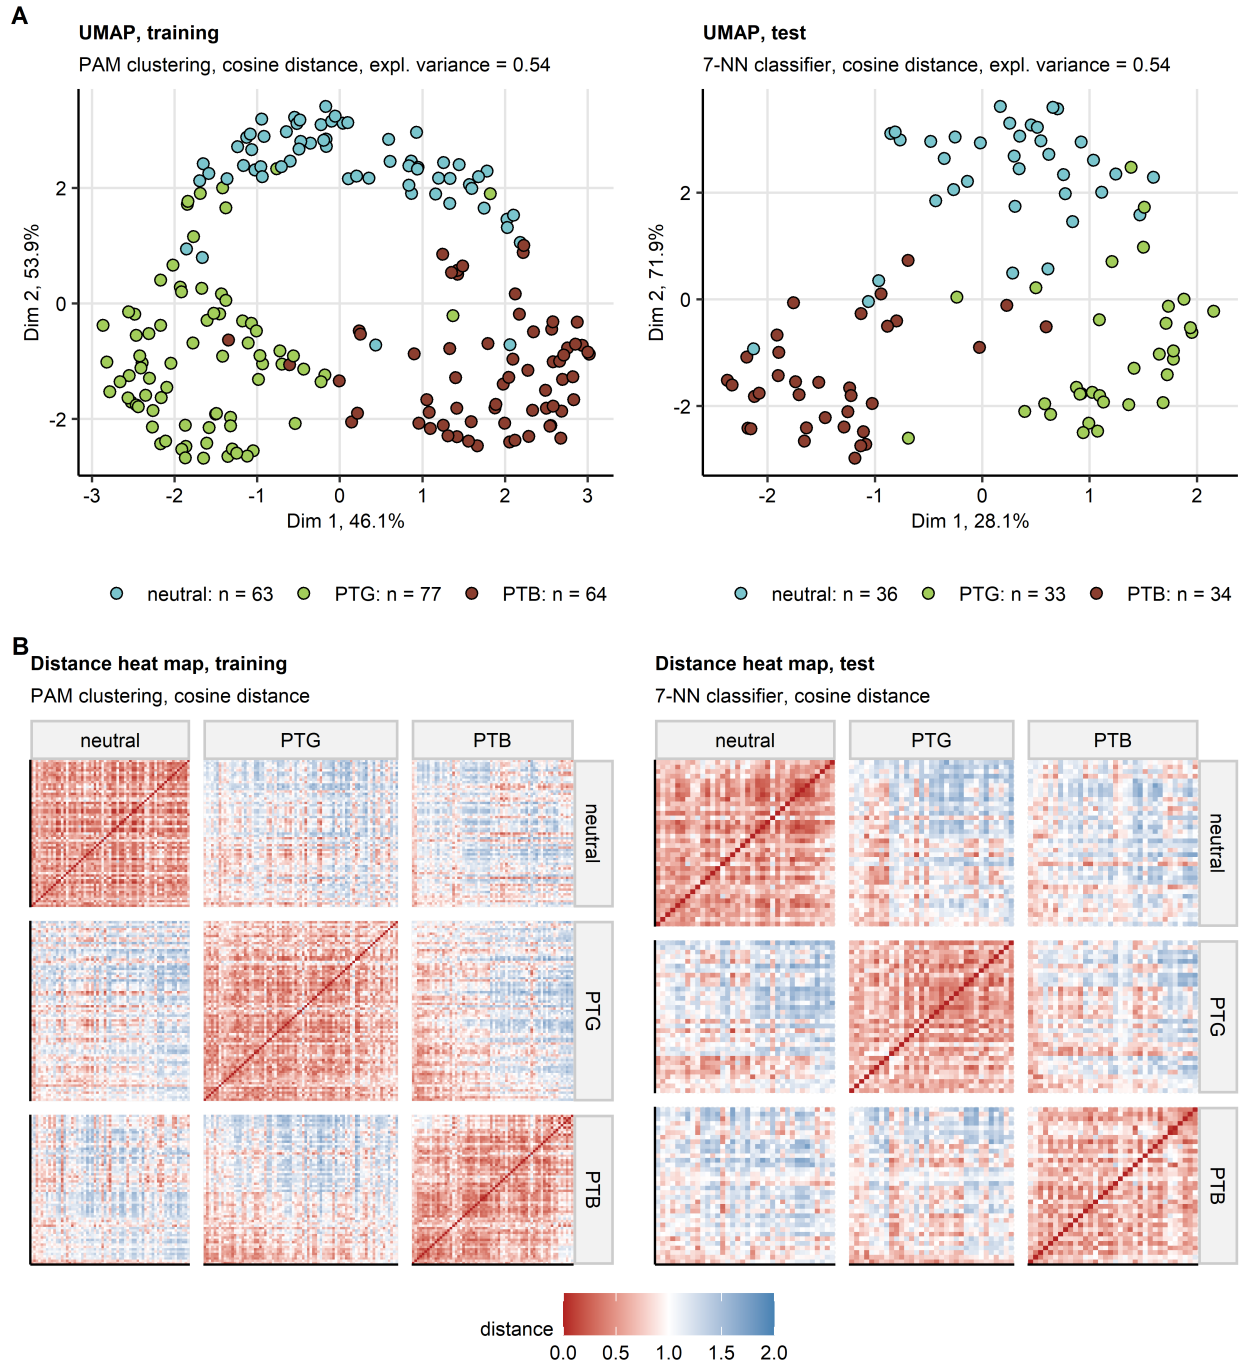 A
UMAP, training
PAM clustering, cosine distance, expl. variance = 0.54
Dim 2, 53.9%
2
0
-2
-3 -2 -1 0 1 2 3
Dim 1, 46.1%
neutral: n = 63 PTG: n = 77 PTB: n = 64
UMAP, test
7-NN classifier, cosine distance, expl. variance = 0.54
Dim 2, 71.9%
2
0
-2
-2 -1 0 1 2
Dim 1, 28.1%
neutral: n = 36 PTG: n = 33 PTB: n = 34
B
Distance heat map, training
PAM clustering, cosine distance
neutral PTG PTB
neutral
PTG
PTB
Distance heat map, test
7-NN classifier, cosine distance
neutral PTG PTB
neutral
PTG
PTB
distance
0.0 0.5 1.0 1.5 2.0